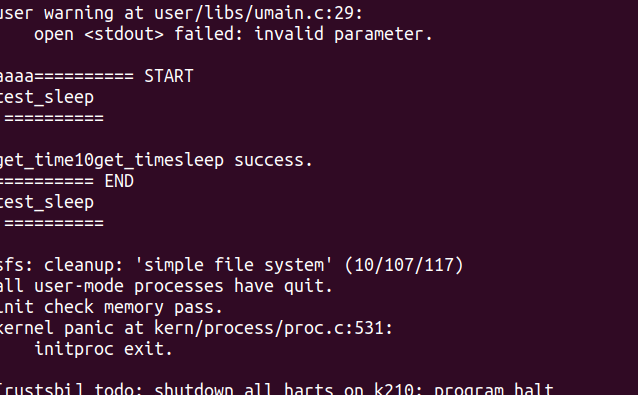 user warning at user/libs/umain.c:29:
open <stdout> failed: invalid parameter.
aaaa========== START
test_sleep
==========
get_time10get_timesleep success.
========== END
test_sleep
==========
sfs: cleanup: 'simple file system' (10/107/117)
all user-mode processes have quit.
init check memory pass.
kernel panic at kern/process/proc.c:531:
initproc exit.
[rustsbi] todo: shutdown all harts on k210; program halt